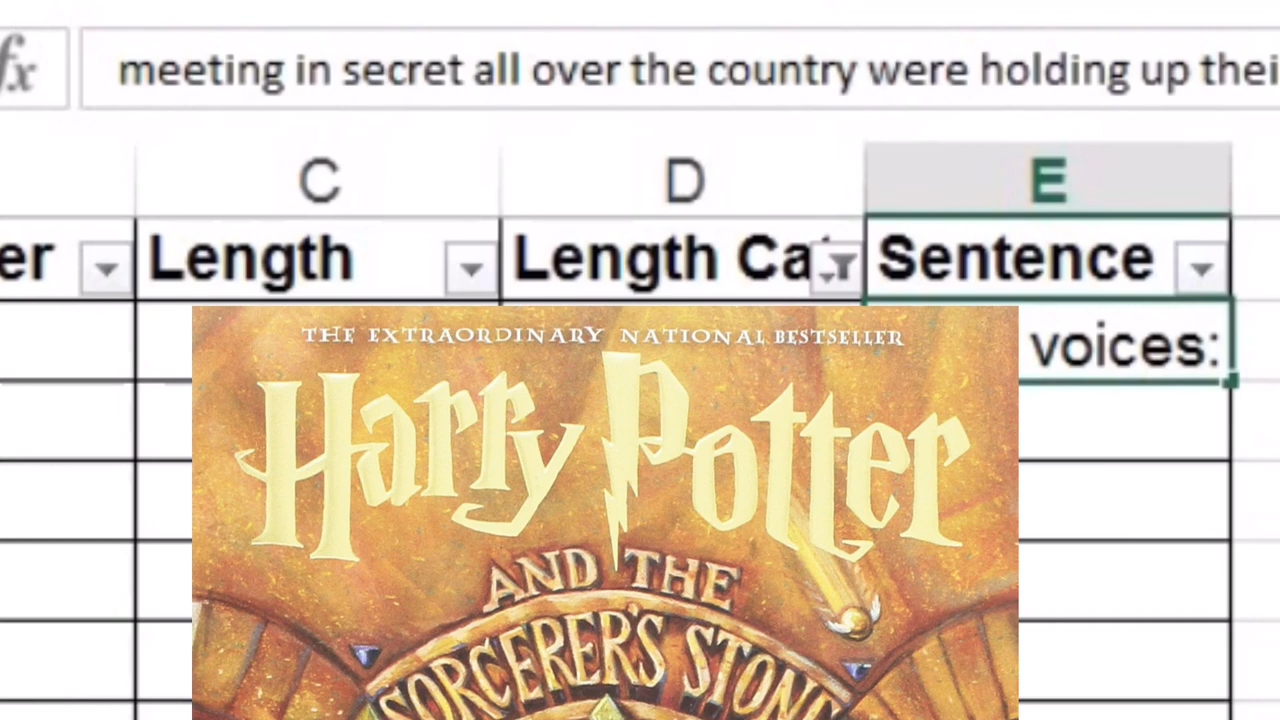 fx meeting in secret all over the country were holding up thei
C D E
er Length Length Ca Sentence
voices:
THE EXTRAORDINARY NATIONAL BESTSELLER
Harry Potter
AND THE
SORCERER'S STONE